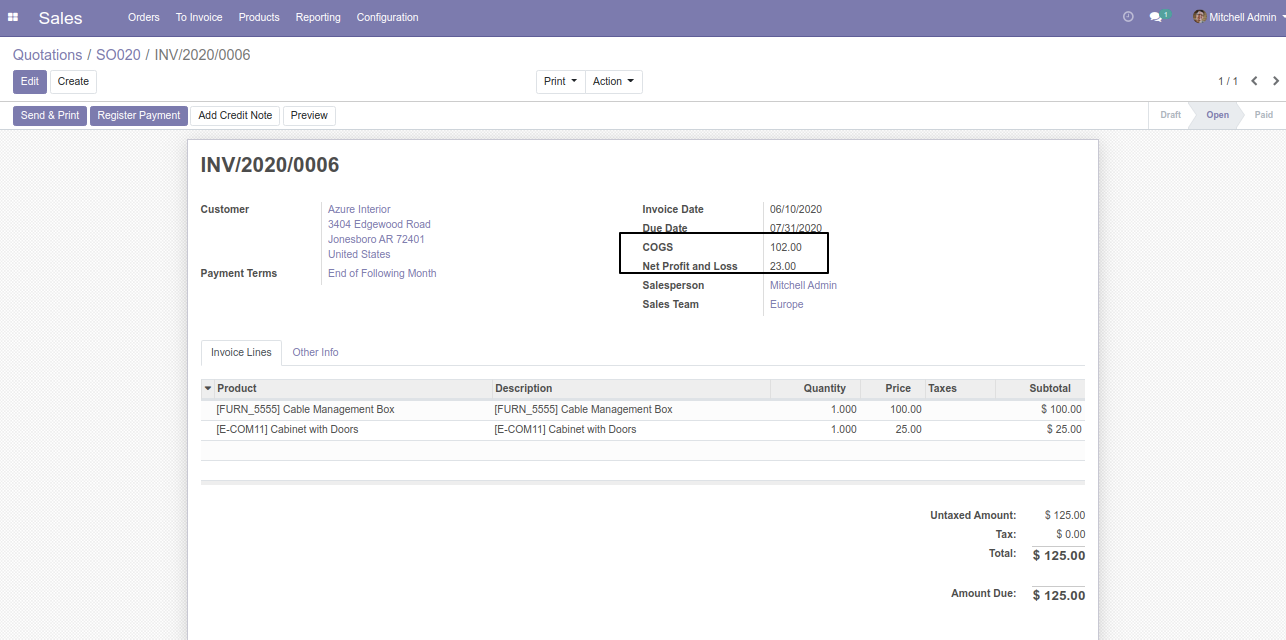 Sales Orders To Invoice Products Reporting Configuration 1 Mitchell Admin
Quotations / SO020 / INV/2020/0006
Edit Create Print Action 1 / 1
Send & Print Register Payment Add Credit Note Preview Draft Open Paid
INV/2020/0006
Customer Azure Interior Invoice Date 06/10/2020
3404 Edgewood Road Due Date 07/31/2020
Jonesboro AR 72401 COGS 102.00
United States Net Profit and Loss 23.00
Payment Terms End of Following Month Salesperson Mitchell Admin
Sales Team Europe
Invoice Lines Other Info
Product Description Quantity Price Taxes Subtotal
[FURN_5555] Cable Management Box [FURN_5555] Cable Management Box 1.000 100.00 $ 100.00
[E-COM11] Cabinet with Doors [E-COM11] Cabinet with Doors 1.000 25.00 $ 25.00
Untaxed Amount: $ 125.00
Tax: $ 0.00
Total: $ 125.00
Amount Due: $ 125.00